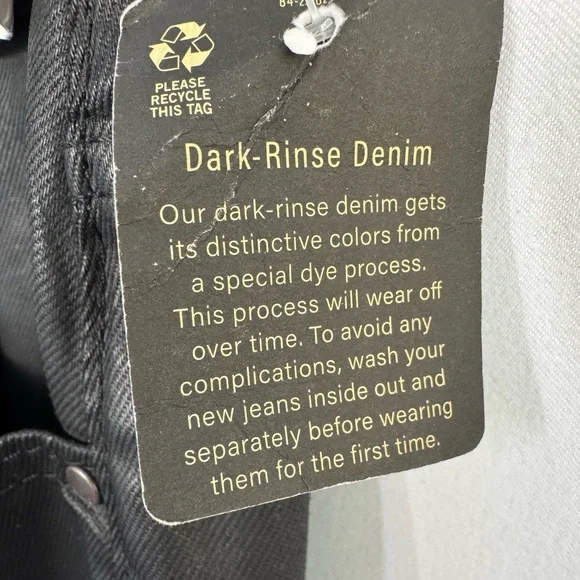 PLEASE
RECYCLE
THIS TAG
Dark-Rinse Denim
Our dark-rinse denim gets
its distinctive colors from
a special dye process.
This process will wear off
over time. To avoid any
complications, wash your
new jeans inside out and
separately before wearing
them for the first time.